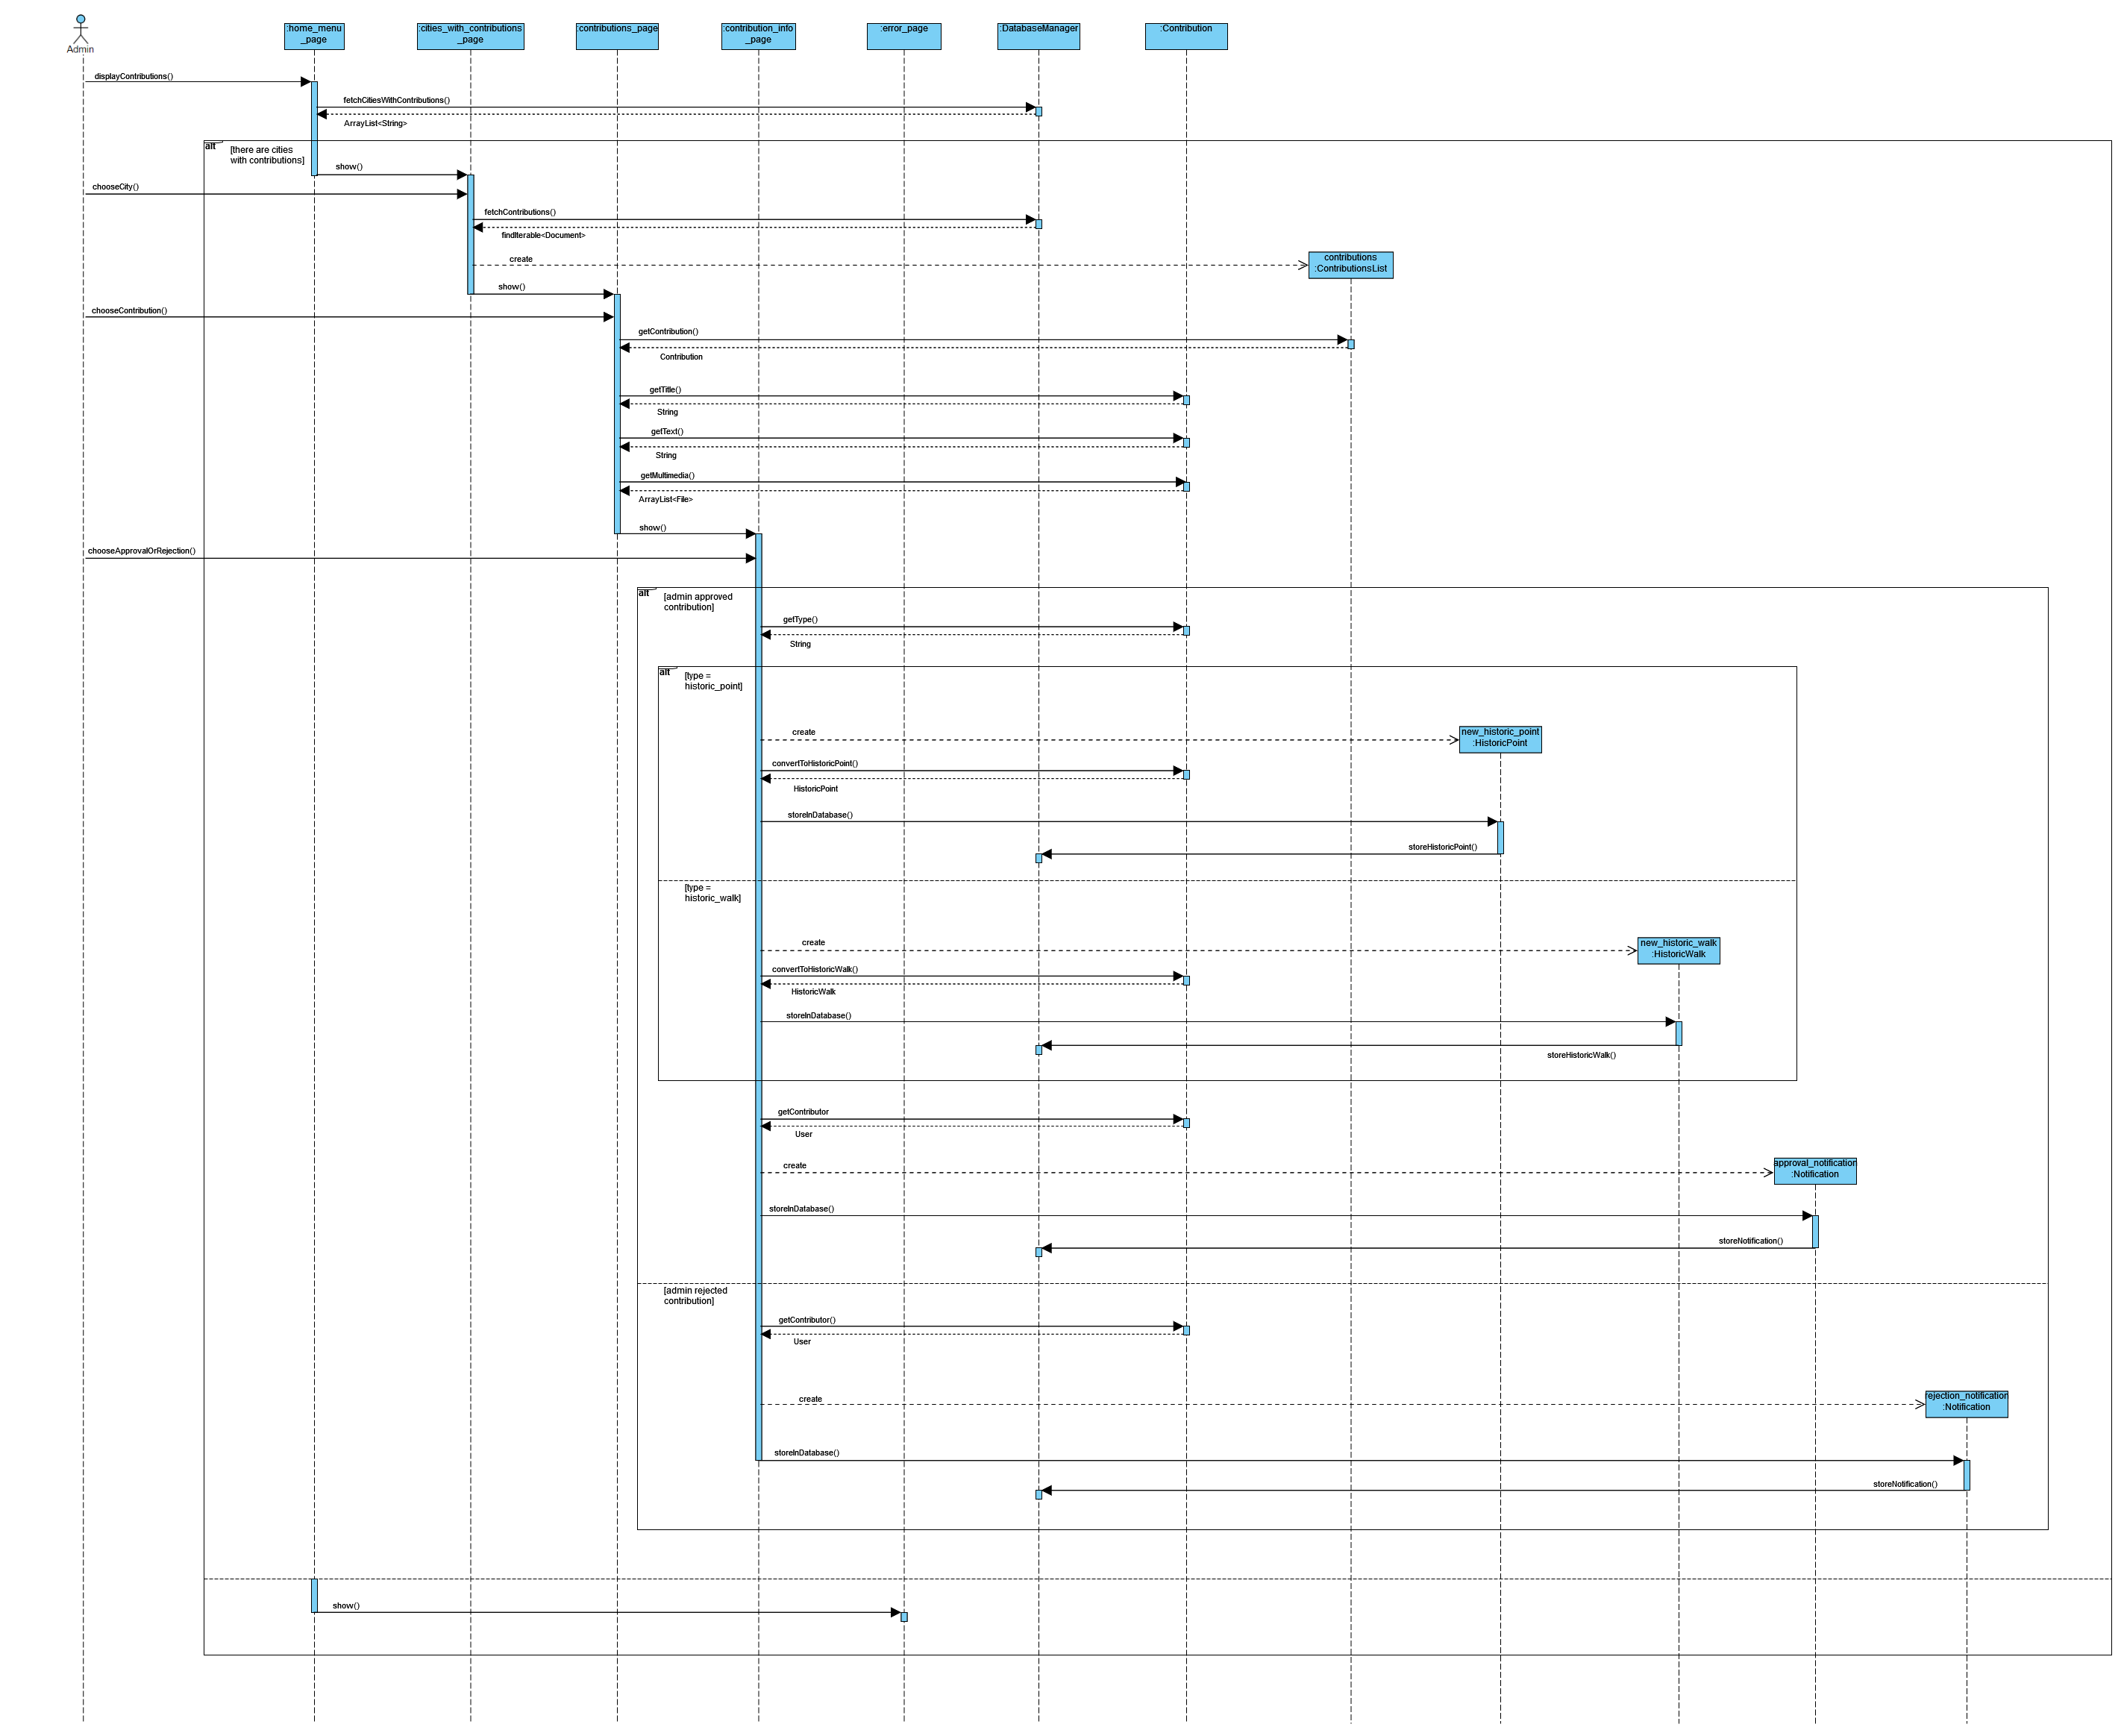 Admin
:home_menu
_page
:cities_with_contributions
_page
:contributions_page
:contribution_info
_page
:error_page
:DatabaseManager
:Contribution
displayContributions()
fetchCitiesWithContributions()
ArrayList<String>
alt
[there are cities
with contributions]
show()
chooseCity()
fetchContributions()
findIterable<Document>
create
contributions
:ContributionsList
show()
chooseContribution()
getContribution()
Contribution
getTitle()
String
getText()
String
getMultimedia()
ArrayList<File>
show()
chooseApprovalOrRejection()
alt
[admin approved
contribution]
getType()
String
alt
[type =
historic_point]
create
new_historic_point
:HistoricPoint
convertToHistoricPoint()
HistoricPoint
storeInDatabase()
storeHistoricPoint()
[type =
historic_walk]
create
new_historic_walk
:HistoricWalk
convertToHistoricWalk()
HistoricWalk
storeInDatabase()
storeHistoricWalk()
getContributor
User
create
approval_notification
:Notification
storeInDatabase()
storeNotification()
[admin rejected
contribution]
getContributor()
User
create
rejection_notification
:Notification
storeInDatabase()
storeNotification()
show()